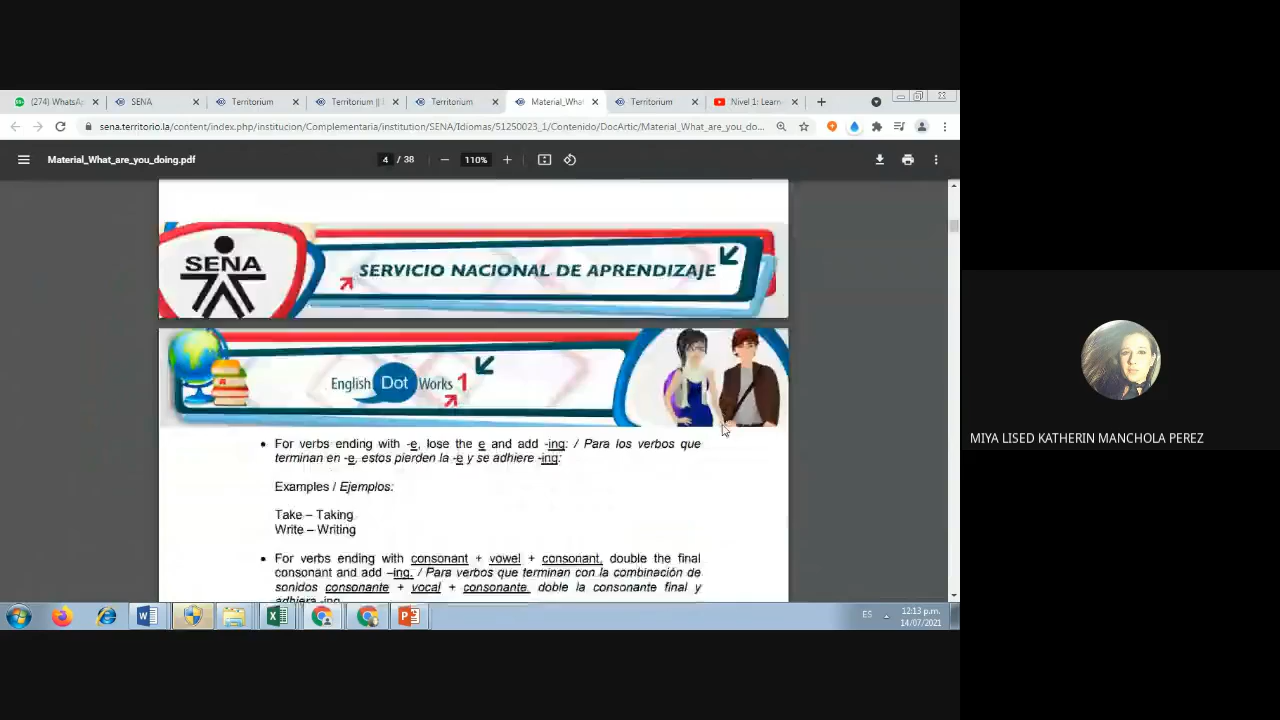 (274) WhatsA
SENA
Territorium
Territorium ||
Territorium
Material_Wha
Territorium
Nivel 1: Learn
sena.territorio.la/content/index.php/institucion/Complementaria/institution/SENA/Idiomas/51250023_1/Contenido/DocArtic/Material_What_are_you_do...
Material_What_are_you_doing.pdf
4 / 38
110%
SENA
SERVICIO NACIONAL DE APRENDIZAJE
English Dot Works 1
• For verbs ending with -e, lose the e and add -ing: / Para los verbos que
terminan en -e, estos pierden la -e y se adhiere -ing:
Examples / Ejemplos:
Take – Taking
Write – Writing
• For verbs ending with consonant + vowel + consonant, double the final
consonant and add –ing. / Para verbos que terminan con la combinación de
sonidos consonante + vocal + consonante, doble la consonante final y
adhiera -ing
MIYA LISED KATHERIN MANCHOLA PEREZ
ES
12:13 p.m.
14/07/2021